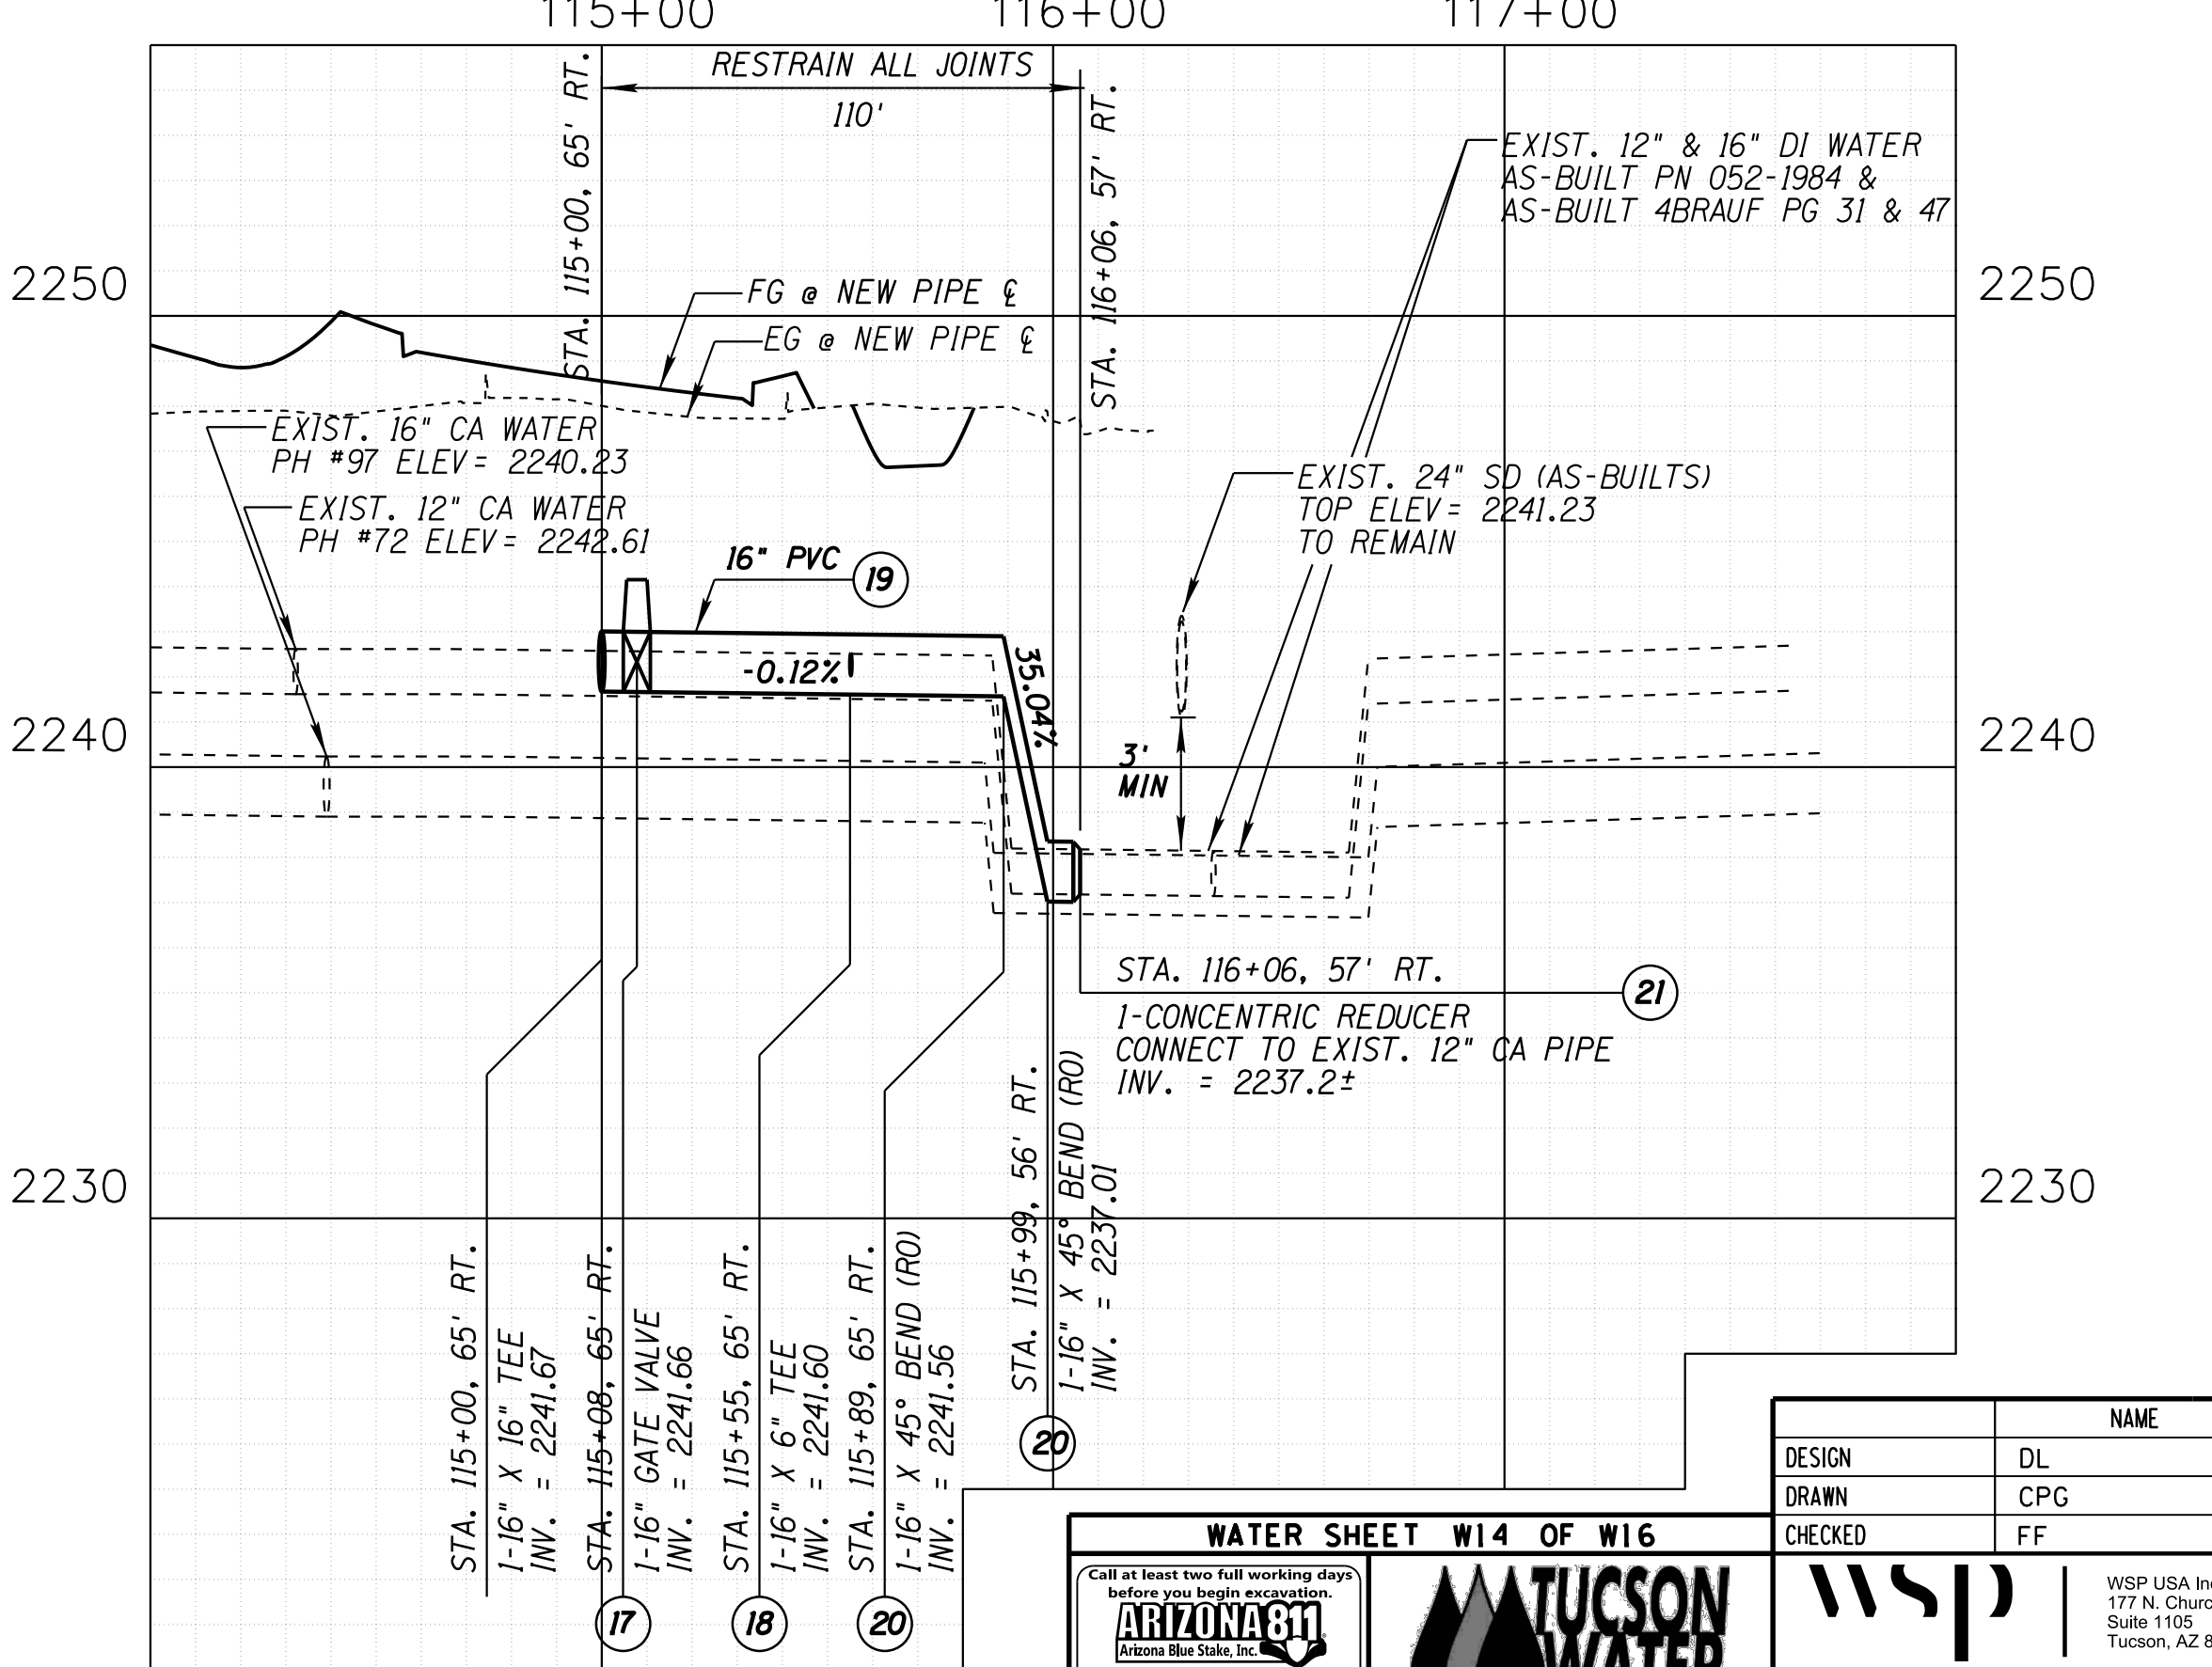 115+00
116+00
117+00
RESTRAIN ALL JOINTS
110'
STA. 115+00, 65' RT.
STA. 116+06, 57' RT.
EXIST. 12" & 16" DI WATER
AS-BUILT PN 052-1984 &
AS-BUILT 4BRAUF PG 31 & 47
2250
2250
FG @ NEW PIPE ℄
EG @ NEW PIPE ℄
EXIST. 16" CA WATER
PH #97 ELEV= 2240.23
EXIST. 12" CA WATER
PH #72 ELEV= 2242.61
EXIST. 24" SD (AS-BUILTS)
TOP ELEV= 2241.23
TO REMAIN
16" PVC
19
-0.12%
35.04%
2240
2240
3'
MIN
STA. 116+06, 57' RT.
21
1-CONCENTRIC REDUCER
CONNECT TO EXIST. 12" CA PIPE
INV. = 2237.2±
2230
2230
STA. 115+00, 65' RT.
1-16" X 16" TEE
INV. = 2241.67
STA. 115+08, 65' RT.
1-16" GATE VALVE
INV. = 2241.66
STA. 115+55, 65' RT.
1-16" X 6" TEE
INV. = 2241.60
STA. 115+89, 65' RT.
1-16" X 45° BEND (RO)
INV. = 2241.56
STA. 115+99, 56' RT.
1-16" X 45° BEND (RO)
INV. = 2237.01
20
17
18
20
NAME
DESIGN DL
DRAWN CPG
CHECKED FF
WATER SHEET W14 OF W16
Call at least two full working days
before you begin excavation.
ARIZONA811
Arizona Blue Stake, Inc.
TUCSON
WATER
wsp
WSP USA
177 N.
Suite 1105
Tucson, AZ